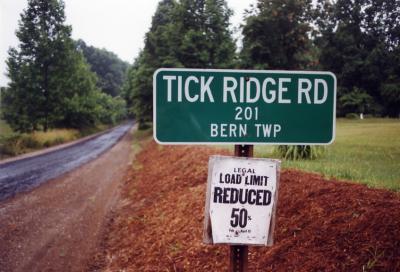 TICK RIDGE RD
201
BERN TWP
LEGAL
LOAD LIMIT
REDUCED
50%